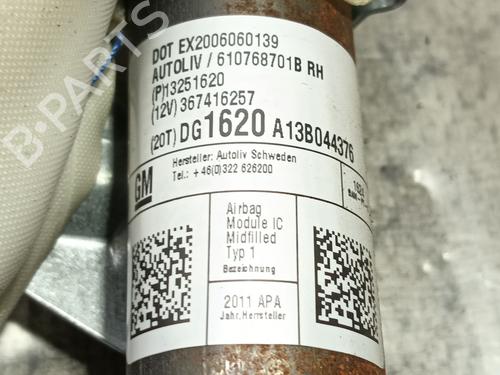 DOT EX2006060139
AUTOLIV / 610768701B RH
(P)13251620
(12V) 367416257
(20T) DG1620 A13B044376
GM
Hersteller: Autoliv Schweden
Tel.: +46(0)322 626200
Airbag
Module IC
Midfilled
Typ 1
Bezeichnung
2011 APA
Jahr, Herrsteller
B-PARTS